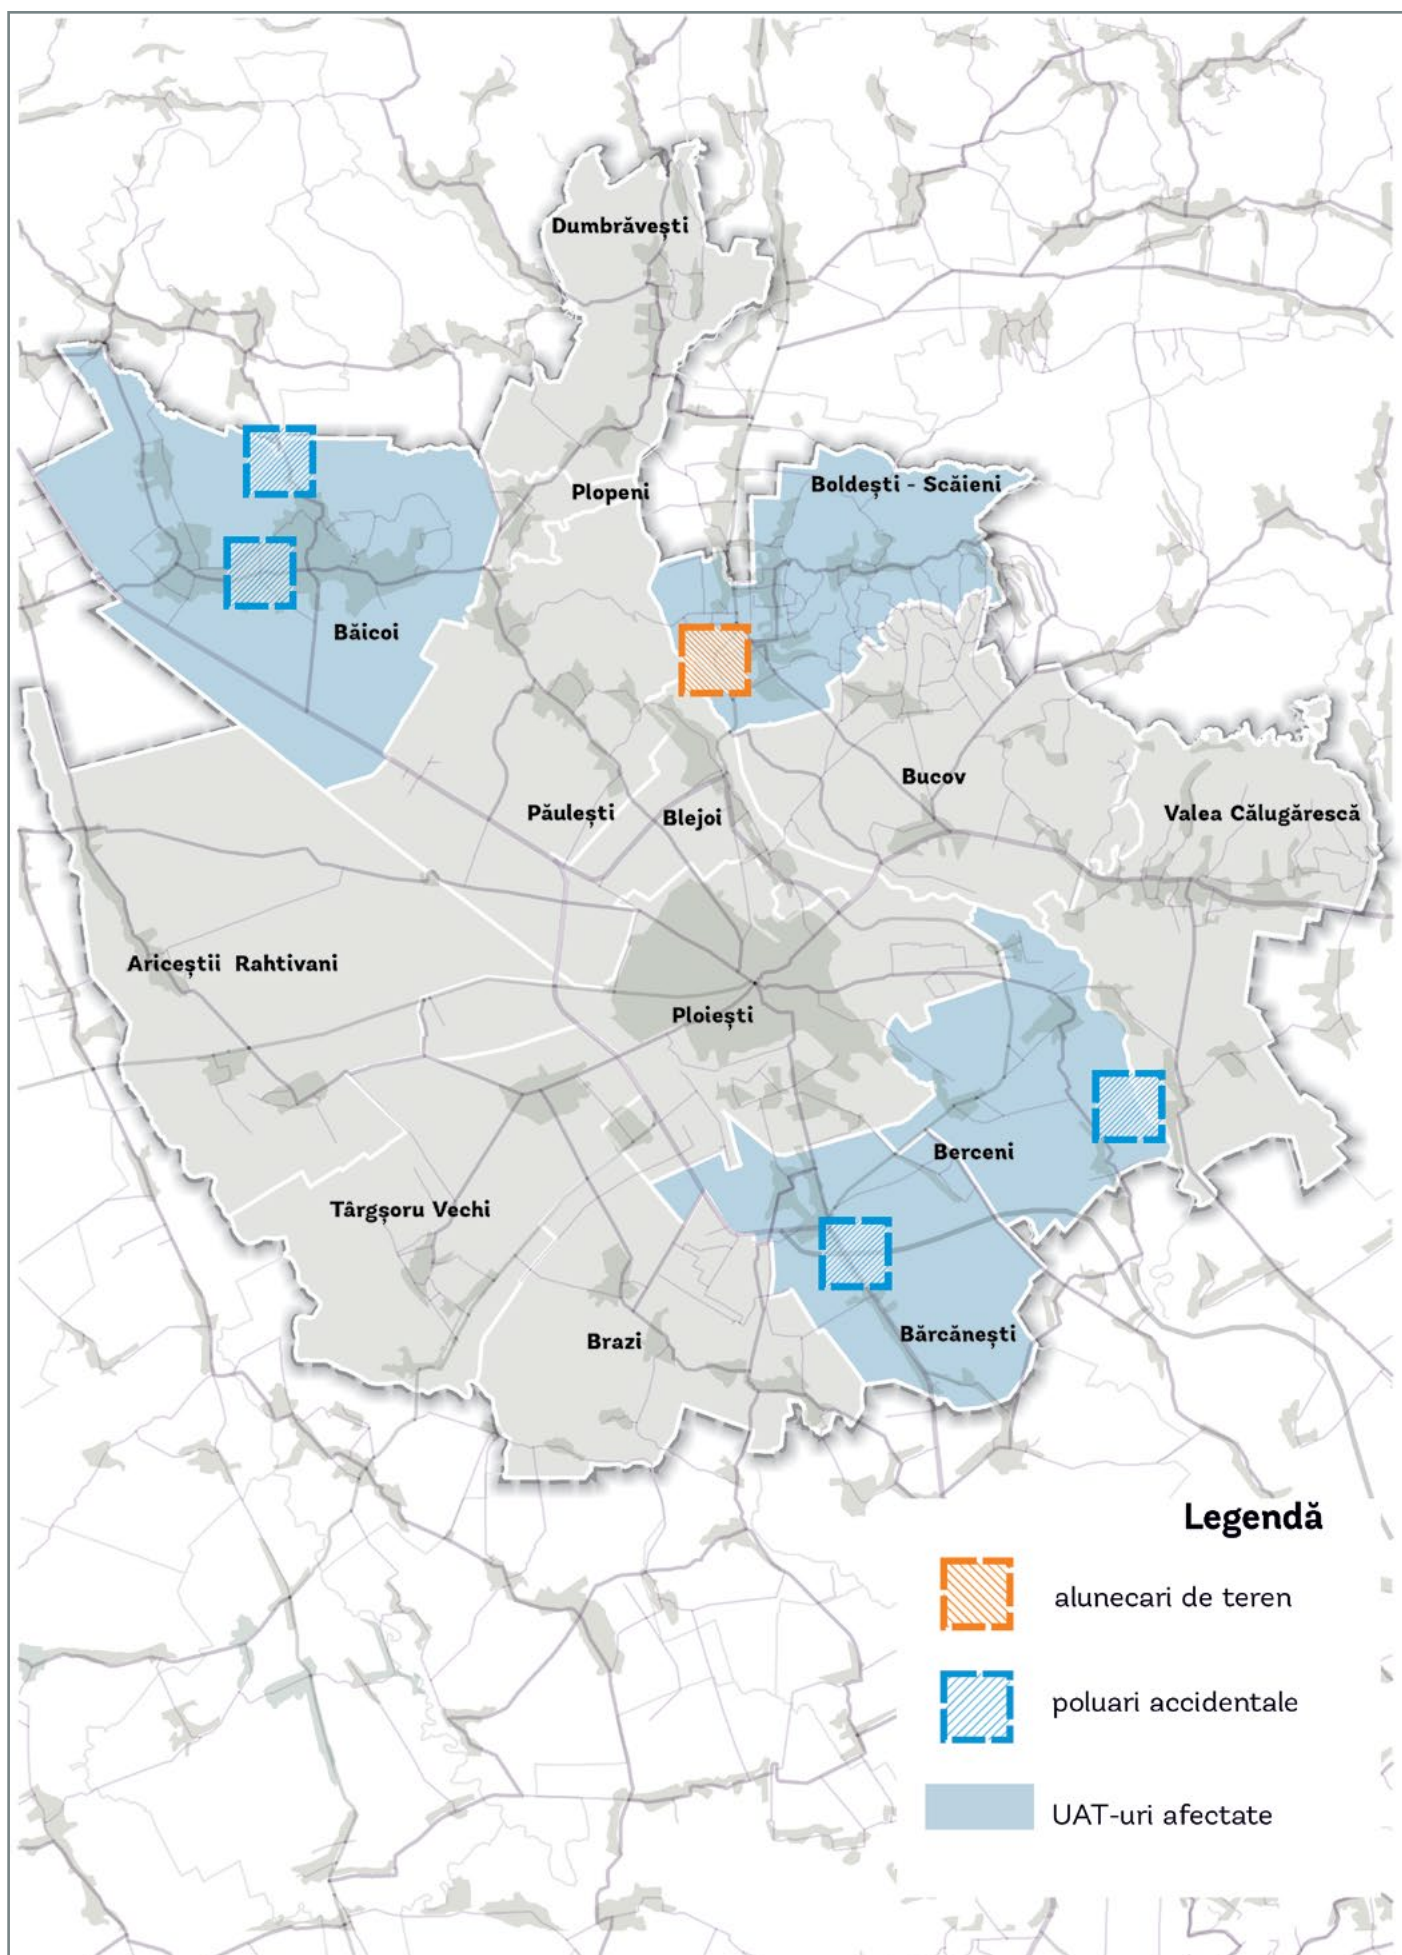 Dumbrăvești
Plopeni
Boldești - Scăieni
Băicoi
Bucov
Păulești
Blejoi
Valea Călugărescă
Ariceștii Rahtivani
Ploiești
Berceni
Târgșoru Vechi
Bărcănești
Brazi
Legendă
alunecari de teren
poluari accidentale
UAT-uri afectate